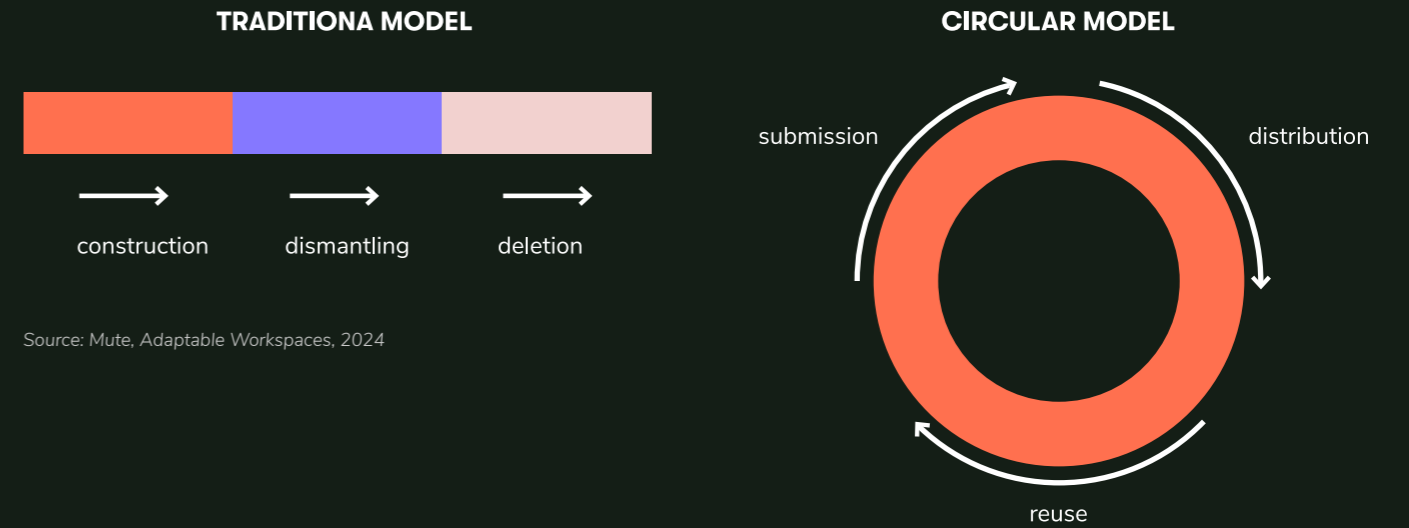 TRADITIONA MODEL
construction
dismantling
deletion
Source: Mute, Adaptable Workspaces, 2024
CIRCULAR MODEL
submission
distribution
reuse